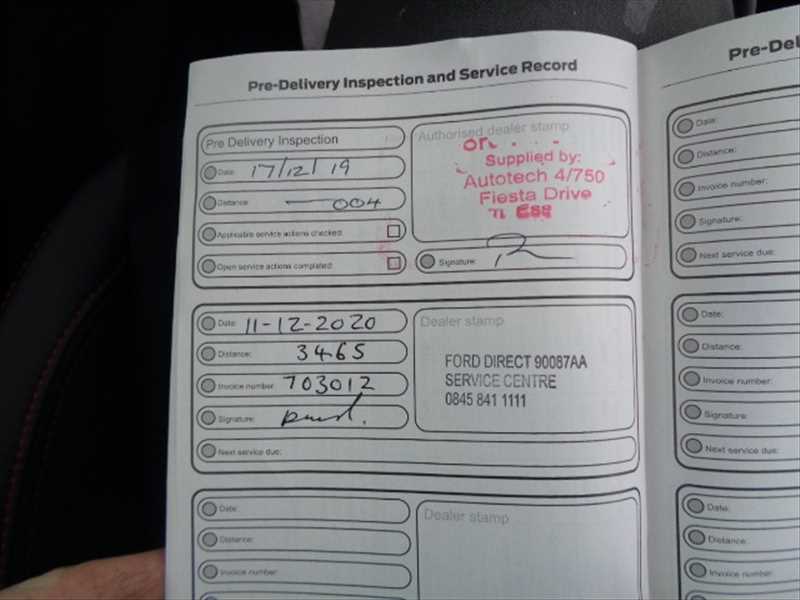 Pre-Delivery Inspection and Service Record
Pre Delivery Inspection
Date: 17/12/19
Distance: 004
Applicable service actions checked:
Open service actions completed:
Authorised dealer stamp
Supplied by:
Autotech 4/750
Fiesta Drive
Signature:
Date: 11-12-2020
Distance: 3465
Invoice number: 703012
Signature:
Next service due:
Dealer stamp
FORD DIRECT 90087AA
SERVICE CENTRE
0845 841 1111
Date:
Distance:
Invoice number:
Dealer stamp
Pre-Del
Date:
Distance:
Invoice number:
Signature:
Next service due:
Date:
Distance:
Invoice number:
Signature:
Next service due:
Date:
Distance:
Invoice number: